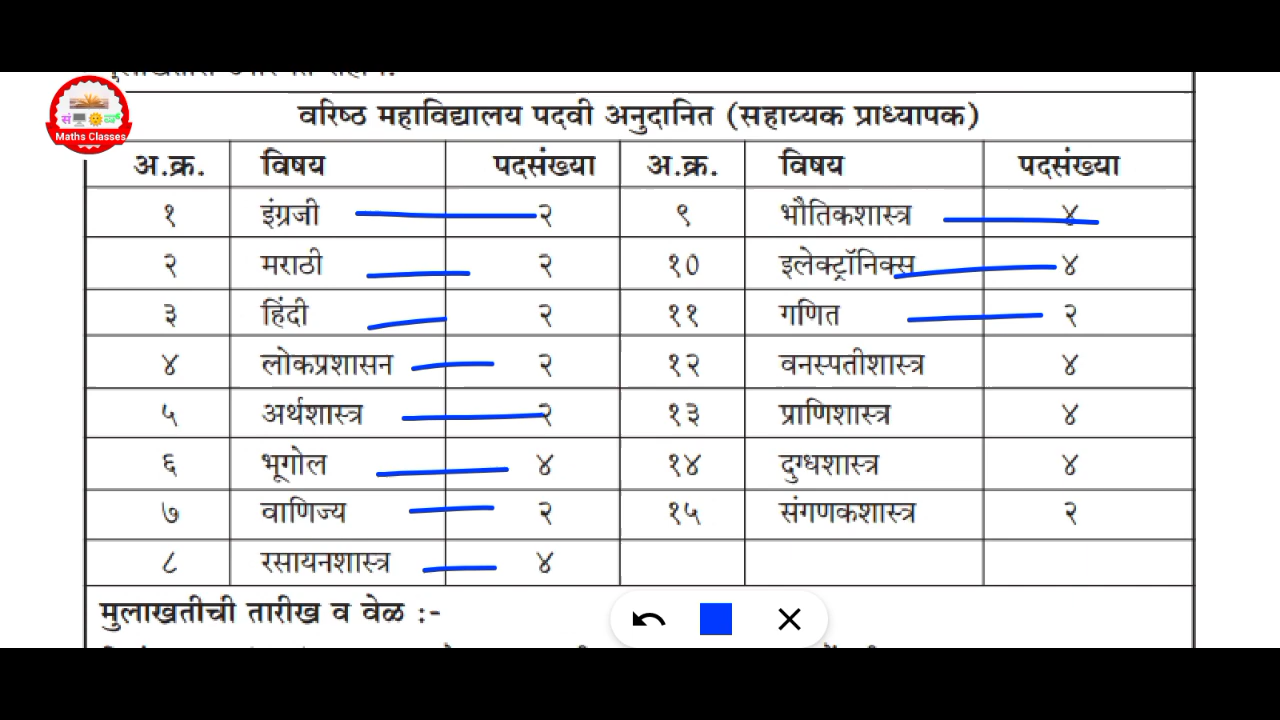 वरिष्ठ महाविद्यालय पदवी अनुदानित (सहाय्यक प्राध्यापक)
अ.क्र. विषय पदसंख्या अ.क्र. विषय पदसंख्या
१ इंग्रजी २ ९ भौतिकशास्त्र ४
२ मराठी २ १० इलेक्ट्रॉनिक्स ४
३ हिंदी २ ११ गणित २
४ लोकप्रशासन २ १२ वनस्पतीशास्त्र ४
५ अर्थशास्त्र २ १३ प्राणिशास्त्र ४
६ भूगोल ४ १४ दुग्धशास्त्र ४
७ वाणिज्य २ १५ संगणकशास्त्र २
८ रसायनशास्त्र ४
मुलाखतीची तारीख व वेळ :-
Maths Classes